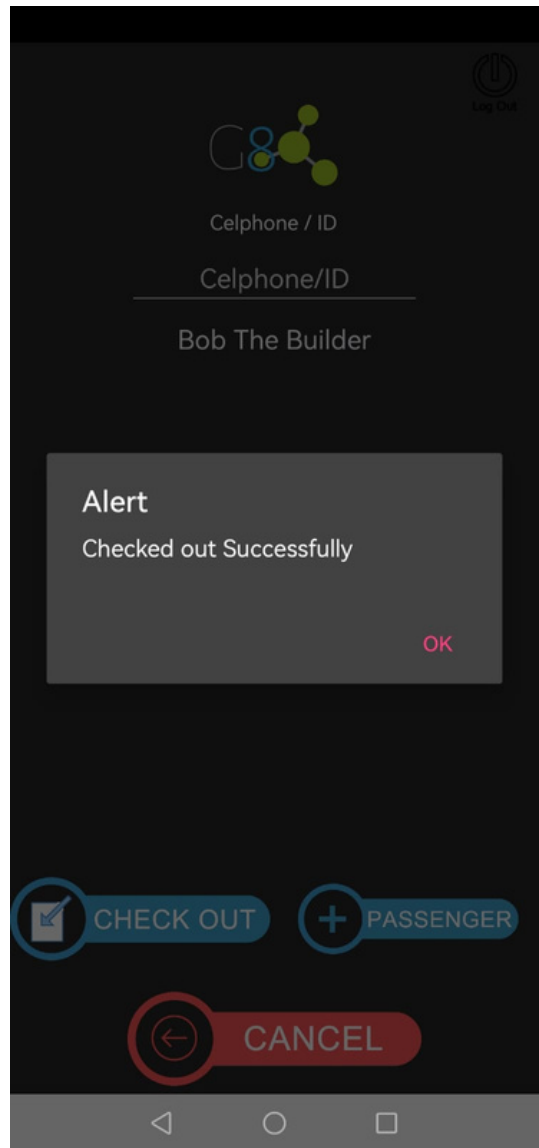 Log Out
G8
Celphone / ID
Celphone/ID
Bob The Builder
Alert
Checked out Successfully
OK
CHECK OUT
PASSENGER
CANCEL